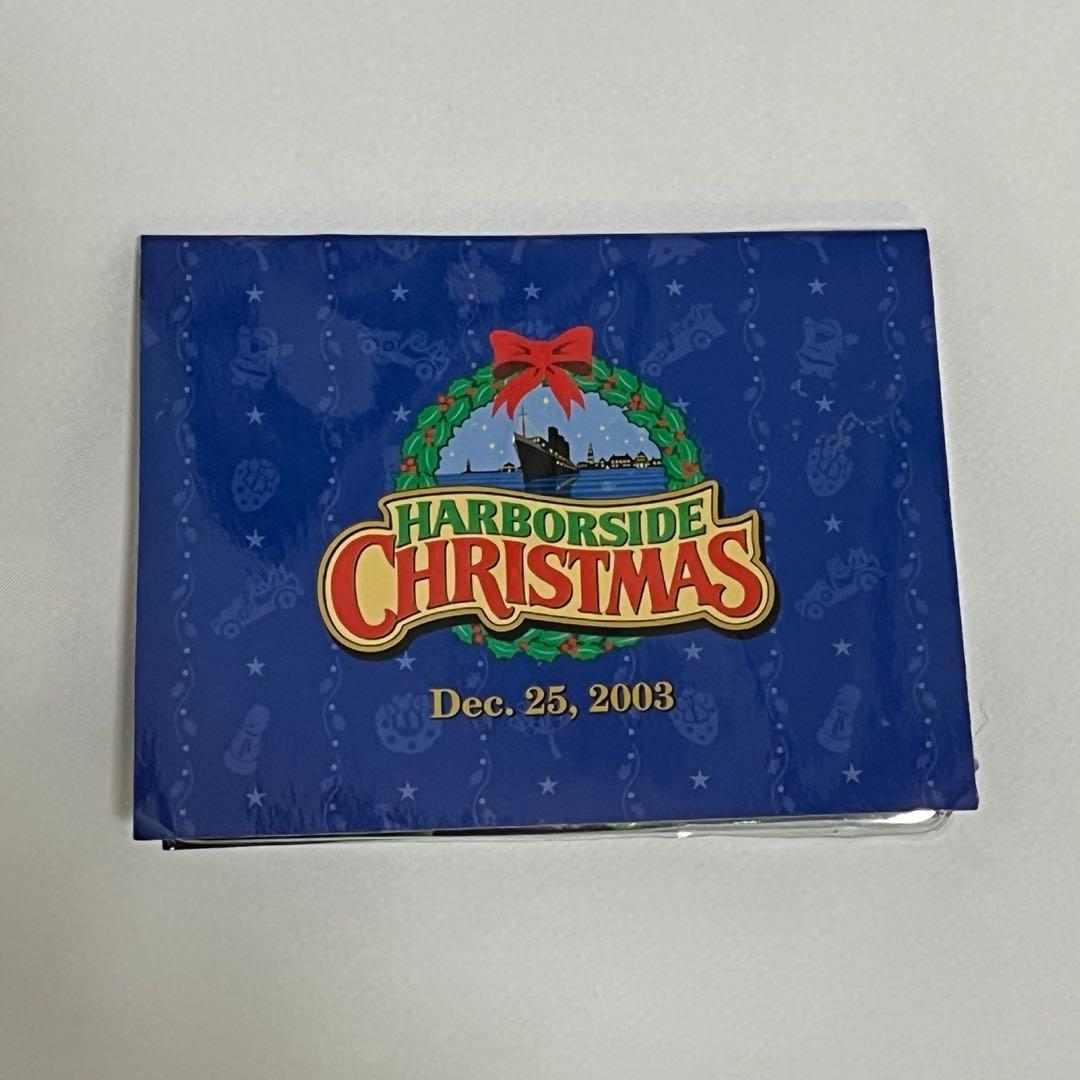 HARBORSIDE
CHRISTMAS
Dec. 25, 2003